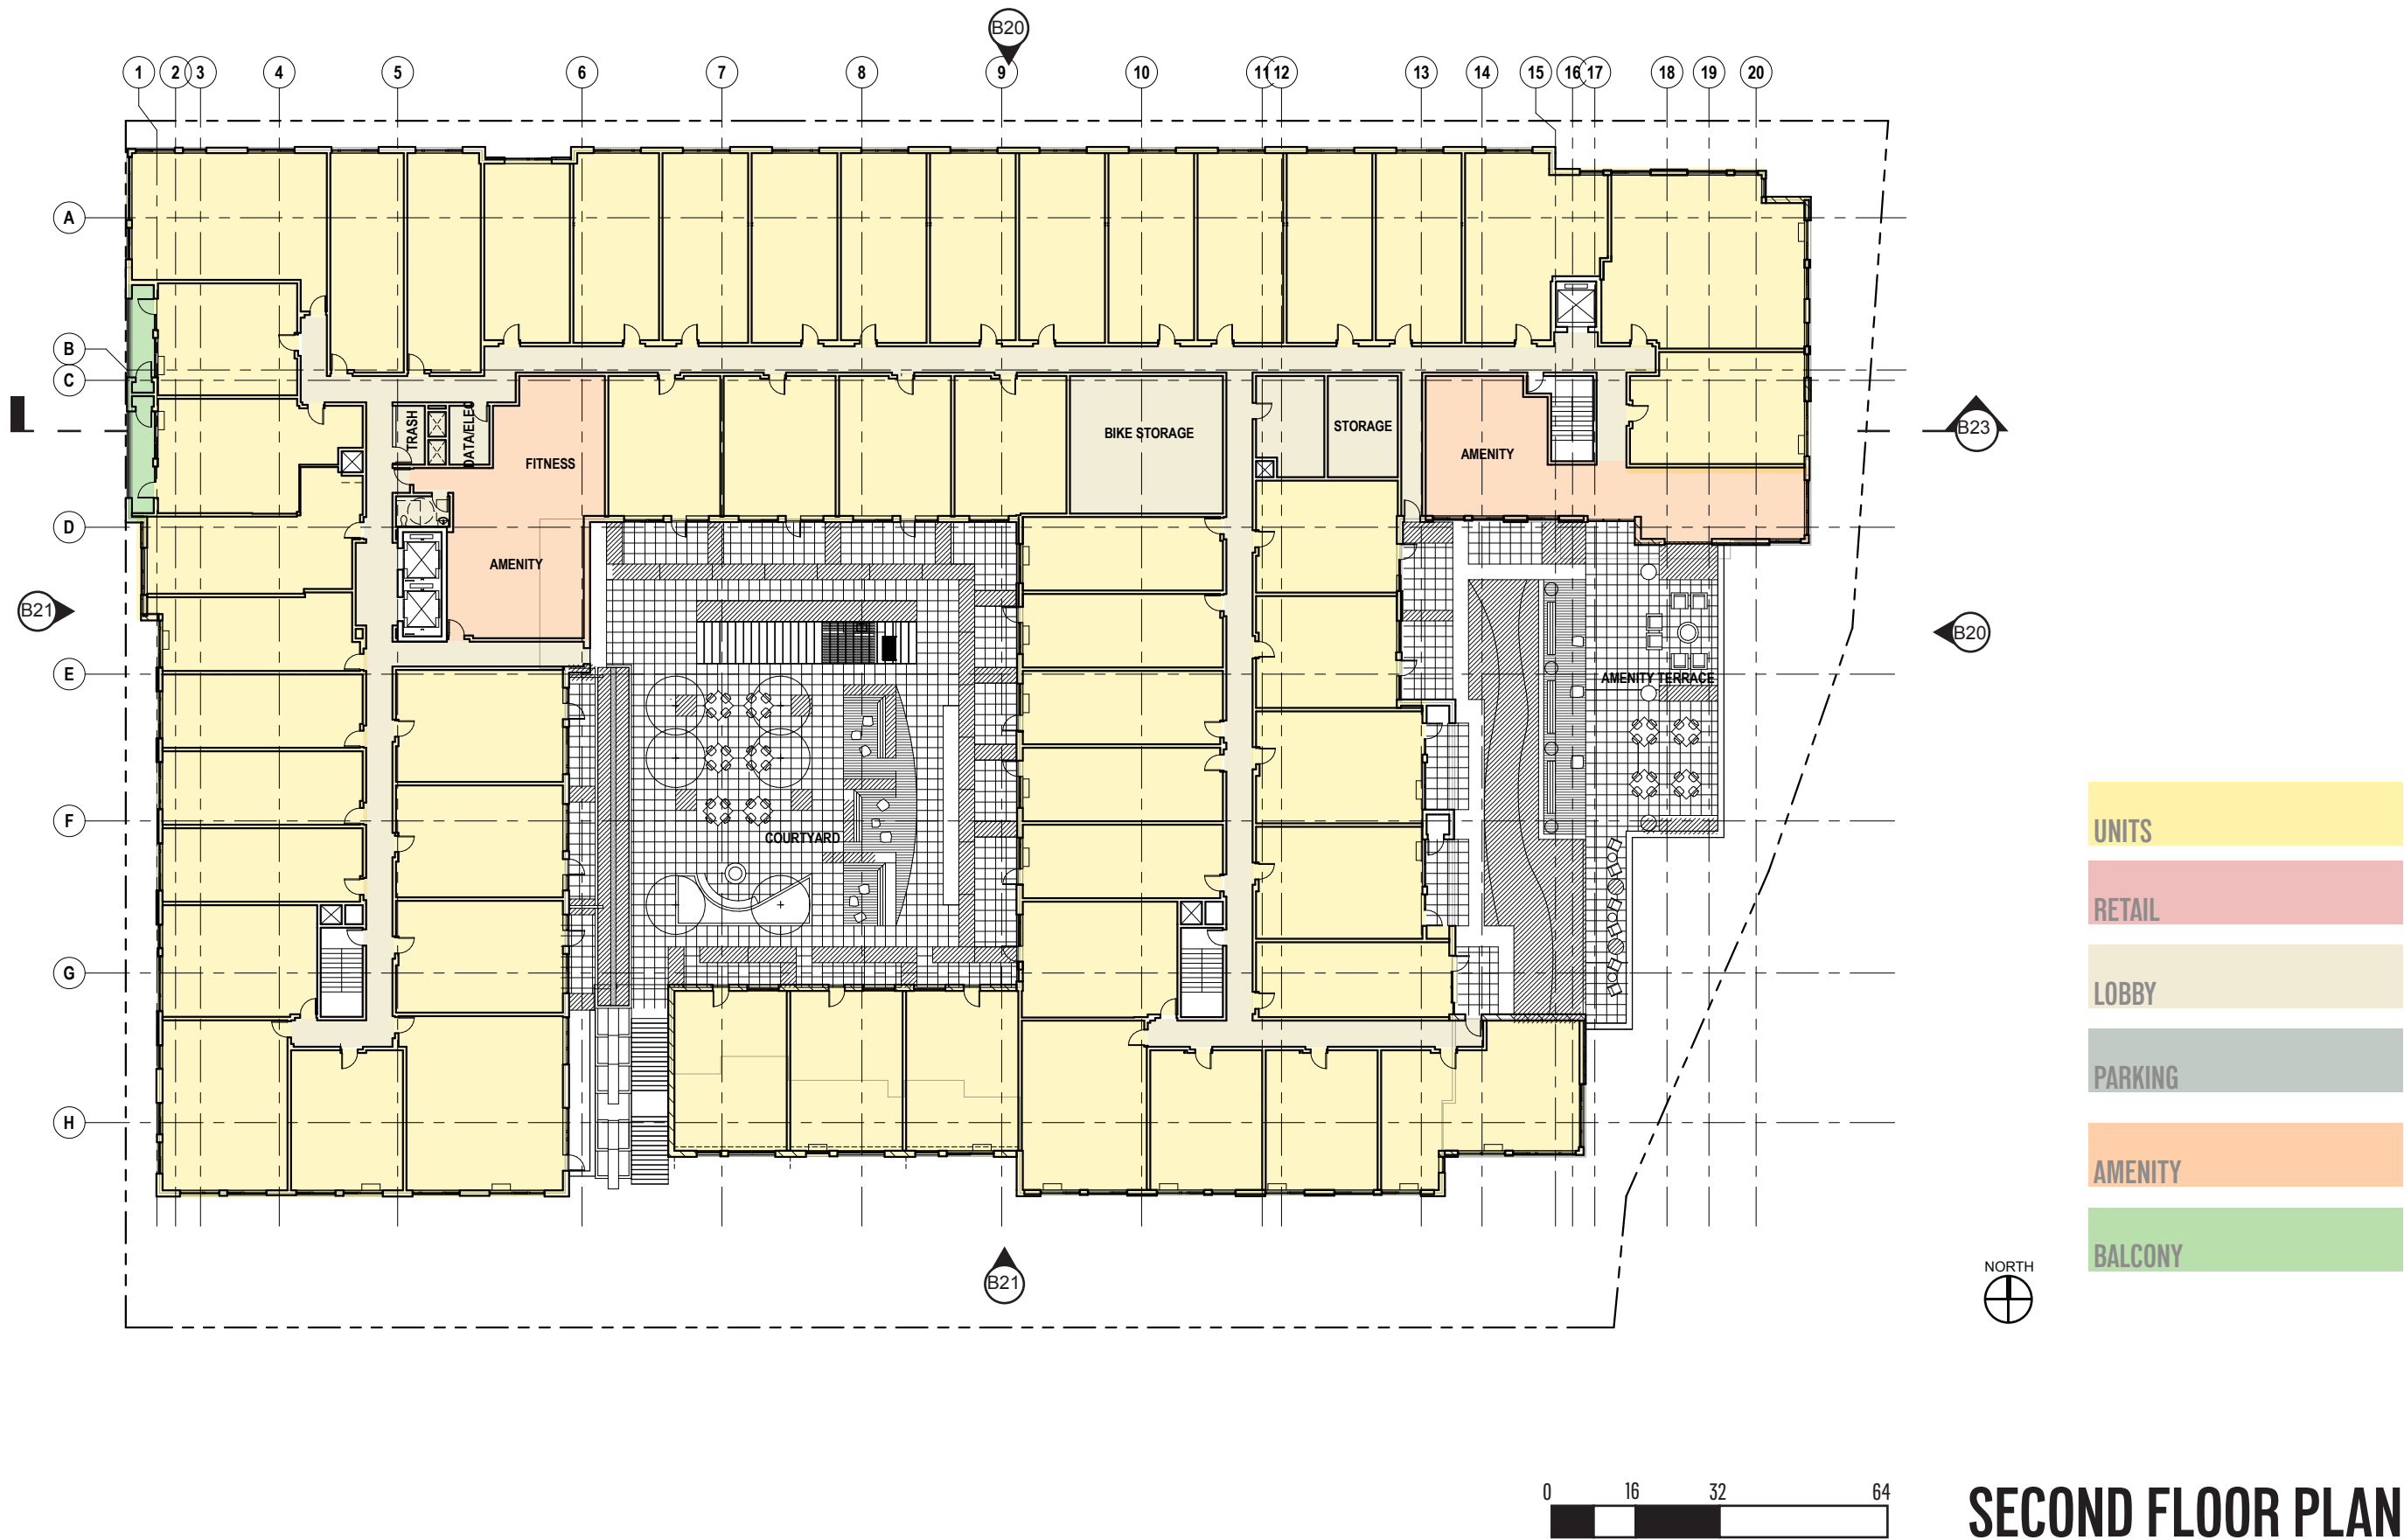 B20
1 2 3 4 5 6 7 8 9 10 11 12 13 14 15 16 17 18 19 20
A
B
C
TRASH
DATA/ELEC
FITNESS
BIKE STORAGE
STORAGE
AMENITY
B23
D
AMENITY
B21
B20
E
AMENITY TERRACE
F
COURTYARD
G
H
UNITS
RETAIL
LOBBY
PARKING
AMENITY
BALCONY
B21
NORTH
0 16 32 64
SECOND FLOOR PLAN